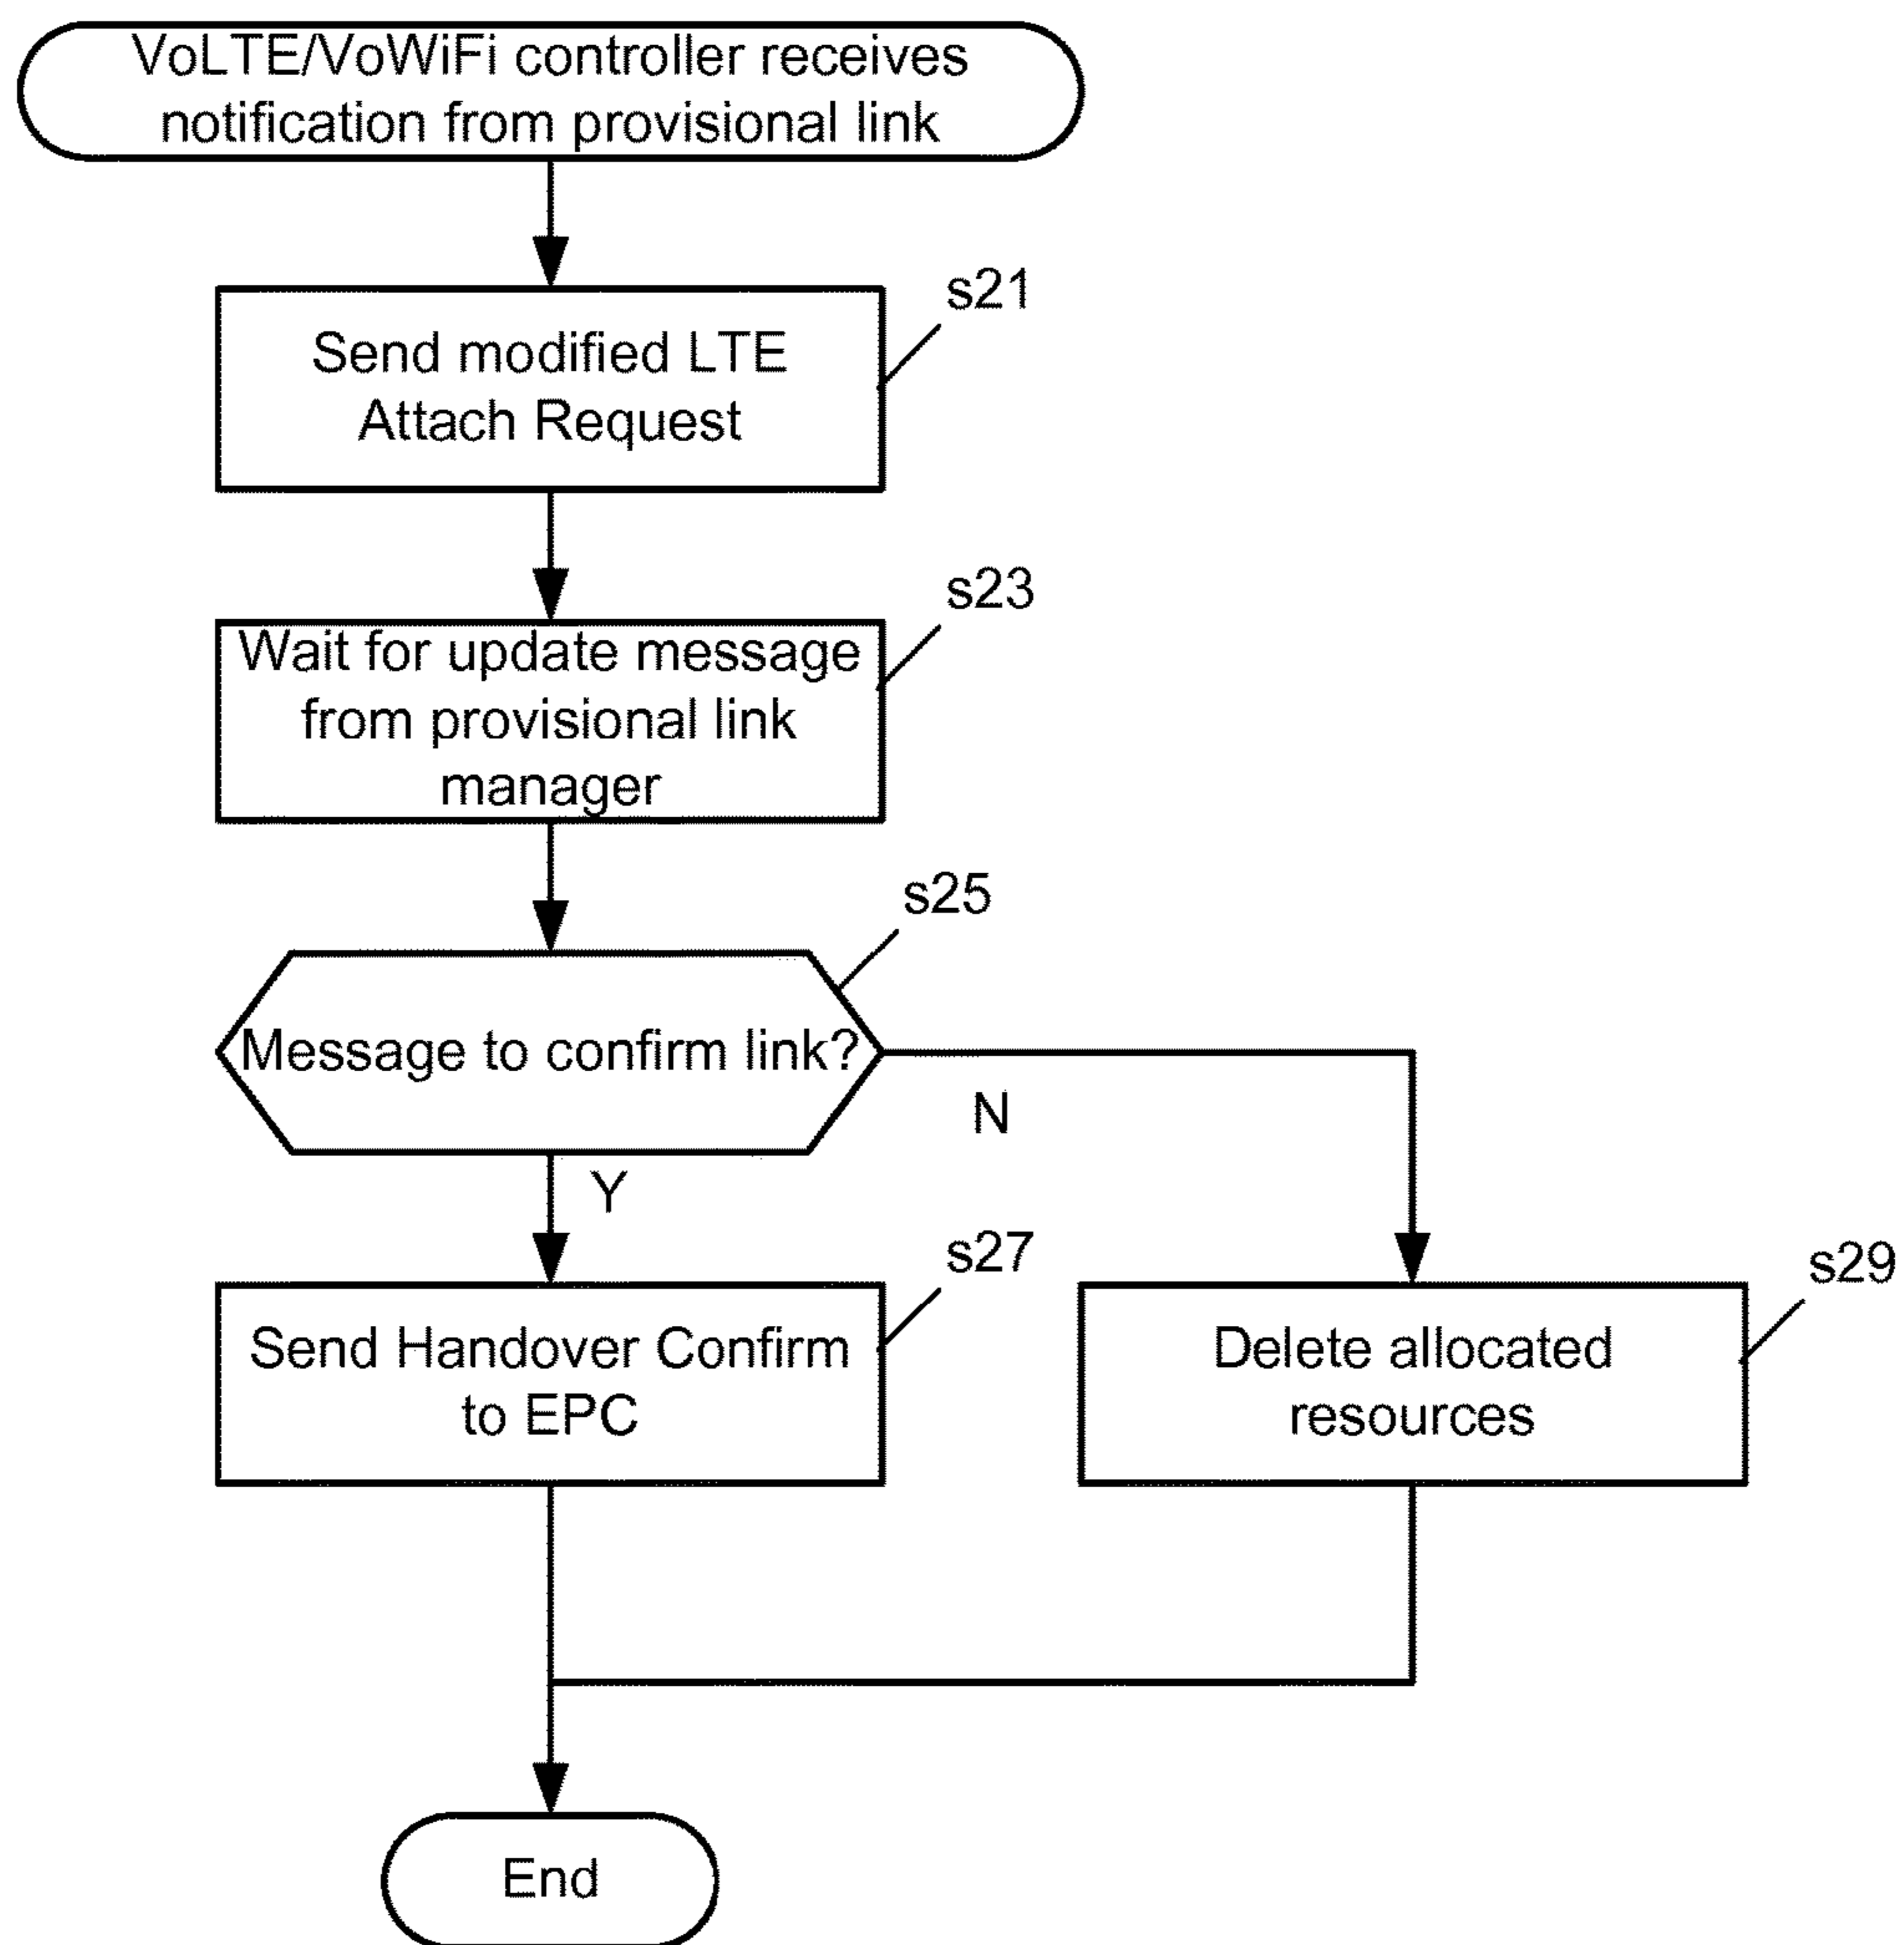 VoLTE/VoWiFi controller receives
notification from provisional link
s21
Send modified LTE
Attach Request
s23
Wait for update message
from provisional link
manager
s25
Message to confirm link?
N
Y
s27
Send Handover Confirm
to EPC
s29
Delete allocated
resources
End